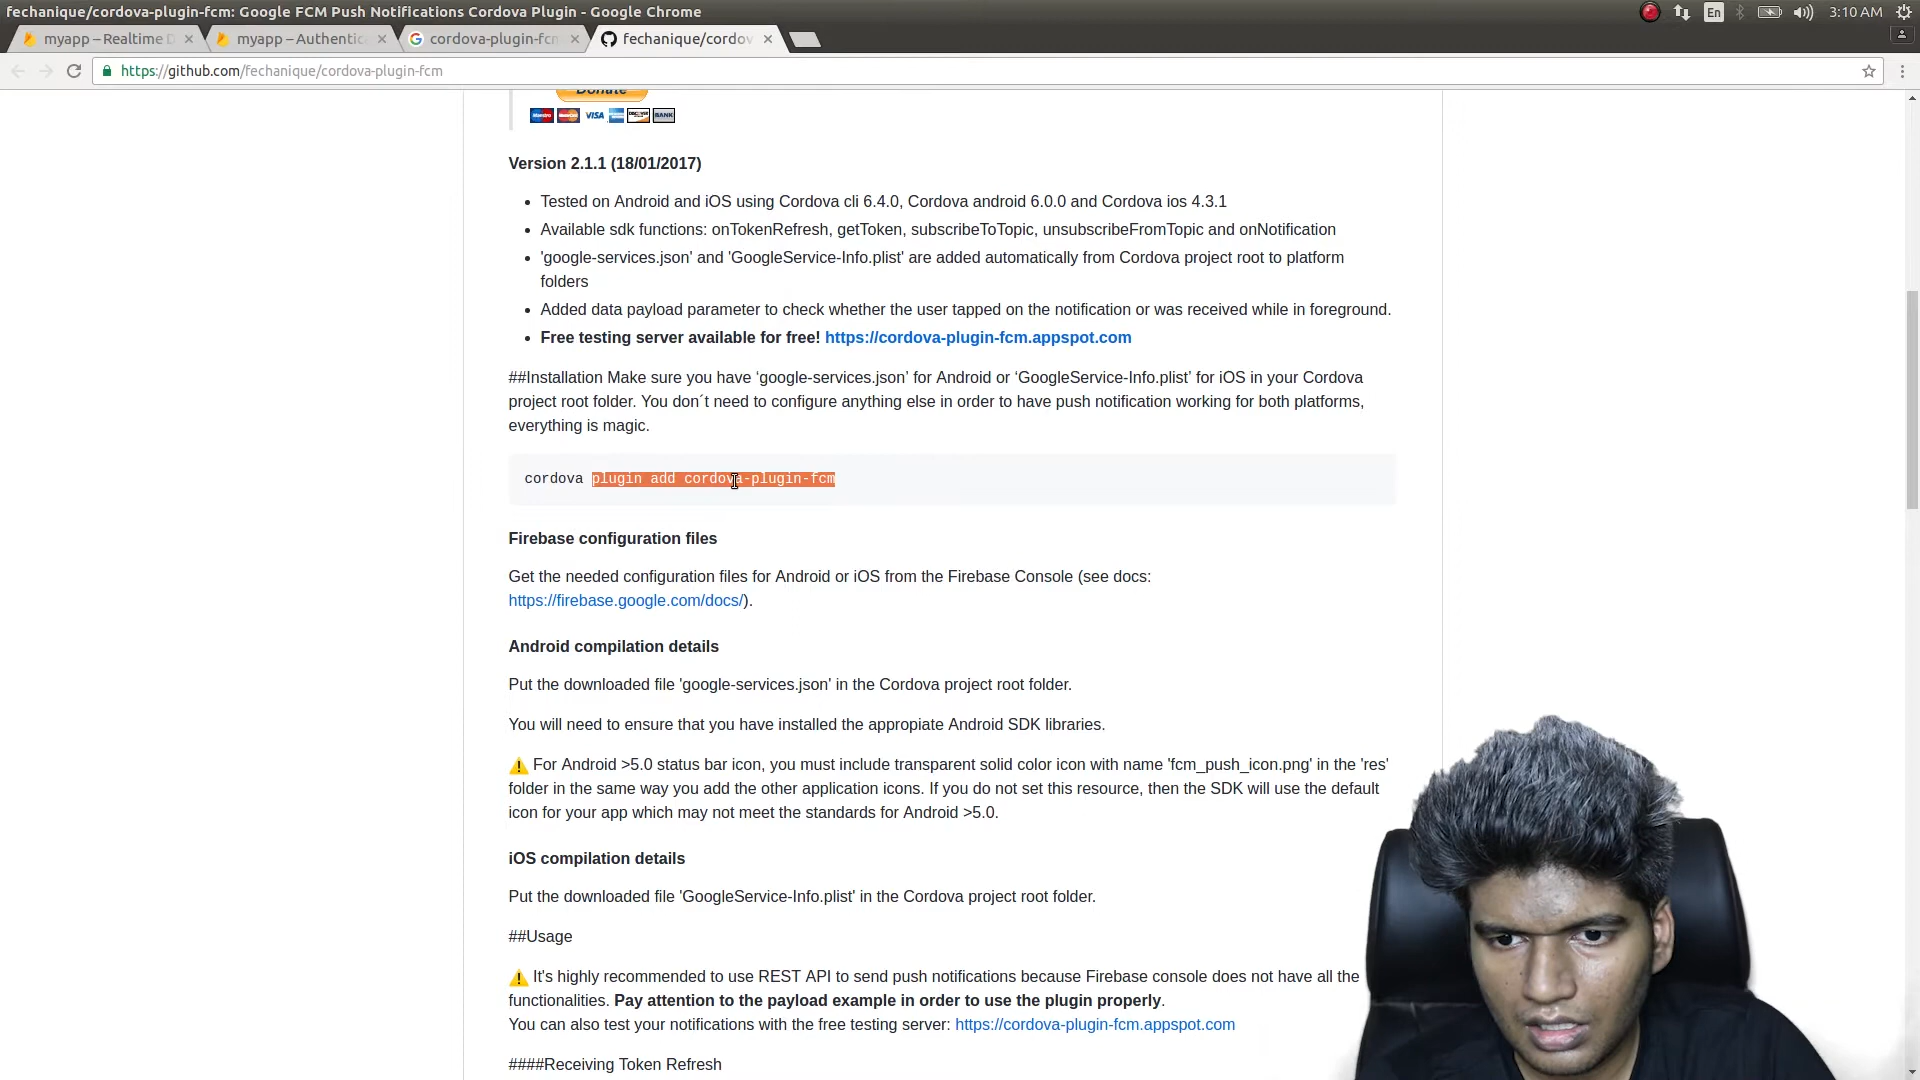 fechanique/cordova-plugin-fcm: Google FCM Push Notifications Cordova Plugin - Google Chrome
En
3:10 AM
myapp – Realtime D
myapp – Authentic
cordova-plugin-fcm
fechanique/cordov
https://github.com/fechanique/cordova-plugin-fcm
Donate
VISA
BANK
Version 2.1.1 (18/01/2017)
Tested on Android and iOS using Cordova cli 6.4.0, Cordova android 6.0.0 and Cordova ios 4.3.1
Available sdk functions: onTokenRefresh, getToken, subscribeToTopic, unsubscribeFromTopic and onNotification
'google-services.json' and 'GoogleService-Info.plist' are added automatically from Cordova project root to platform
folders
Added data payload parameter to check whether the user tapped on the notification or was received while in foreground.
Free testing server available for free! https://cordova-plugin-fcm.appspot.com
##Installation Make sure you have ‘google-services.json’ for Android or ‘GoogleService-Info.plist’ for iOS in your Cordova
project root folder. You don´t need to configure anything else in order to have push notification working for both platforms,
everything is magic.
cordova plugin add cordova-plugin-fcm
Firebase configuration files
Get the needed configuration files for Android or iOS from the Firebase Console (see docs:
https://firebase.google.com/docs/).
Android compilation details
Put the downloaded file 'google-services.json' in the Cordova project root folder.
You will need to ensure that you have installed the appropiate Android SDK libraries.
⚠ For Android >5.0 status bar icon, you must include transparent solid color icon with name 'fcm_push_icon.png' in the 'res'
folder in the same way you add the other application icons. If you do not set this resource, then the SDK will use the default
icon for your app which may not meet the standards for Android >5.0.
iOS compilation details
Put the downloaded file 'GoogleService-Info.plist' in the Cordova project root folder.
##Usage
⚠ It's highly recommended to use REST API to send push notifications because Firebase console does not have all the
functionalities. Pay attention to the payload example in order to use the plugin properly.
You can also test your notifications with the free testing server: https://cordova-plugin-fcm.appspot.com
####Receiving Token Refresh